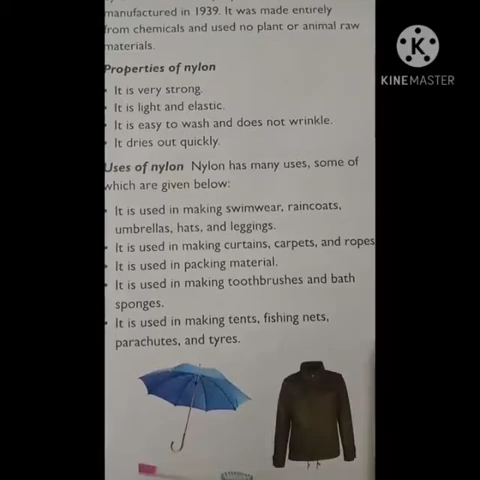 manufactured in 1939. It was made entirely
from chemicals and used no plant or animal raw
materials.
Properties of nylon
• It is very strong.
• It is light and elastic.
• It is easy to wash and does not wrinkle.
• It dries out quickly.
Uses of nylon Nylon has many uses, some of
which are given below:
• It is used in making swimwear, raincoats,
umbrellas, hats, and leggings.
• It is used in making curtains, carpets, and ropes
• It is used in packing material.
• It is used in making toothbrushes and bath
sponges.
• It is used in making tents, fishing nets,
parachutes, and tyres.
K
KINEMASTER